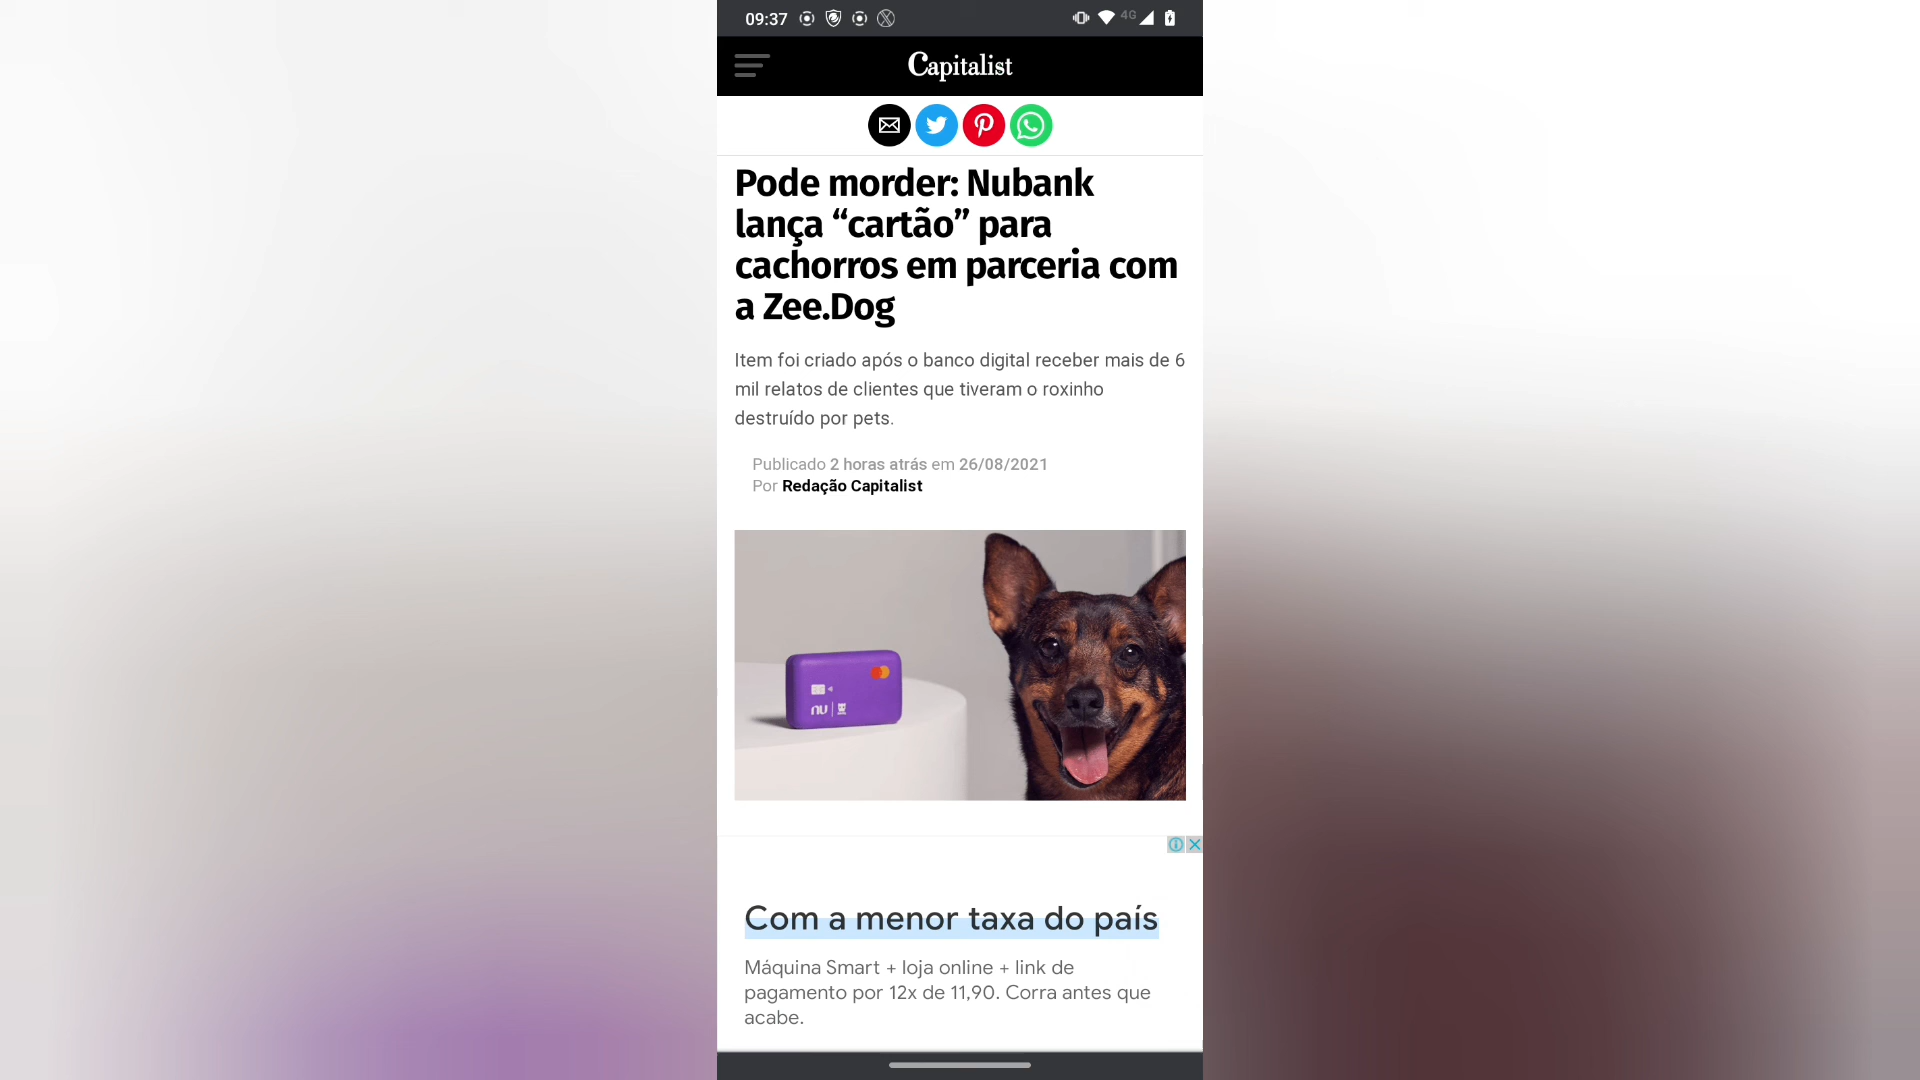 09:37
4G
Capitalist
Pode morder: Nubank
lança “cartão” para
cachorros em parceria com
a Zee.Dog
Item foi criado após o banco digital receber mais de 6
mil relatos de clientes que tiveram o roxinho
destruído por pets.
Publicado 2 horas atrás em 26/08/2021
Por Redação Capitalist
nu
Com a menor taxa do país
Máquina Smart + loja online + link de
pagamento por 12x de 11,90. Corra antes que
acabe.